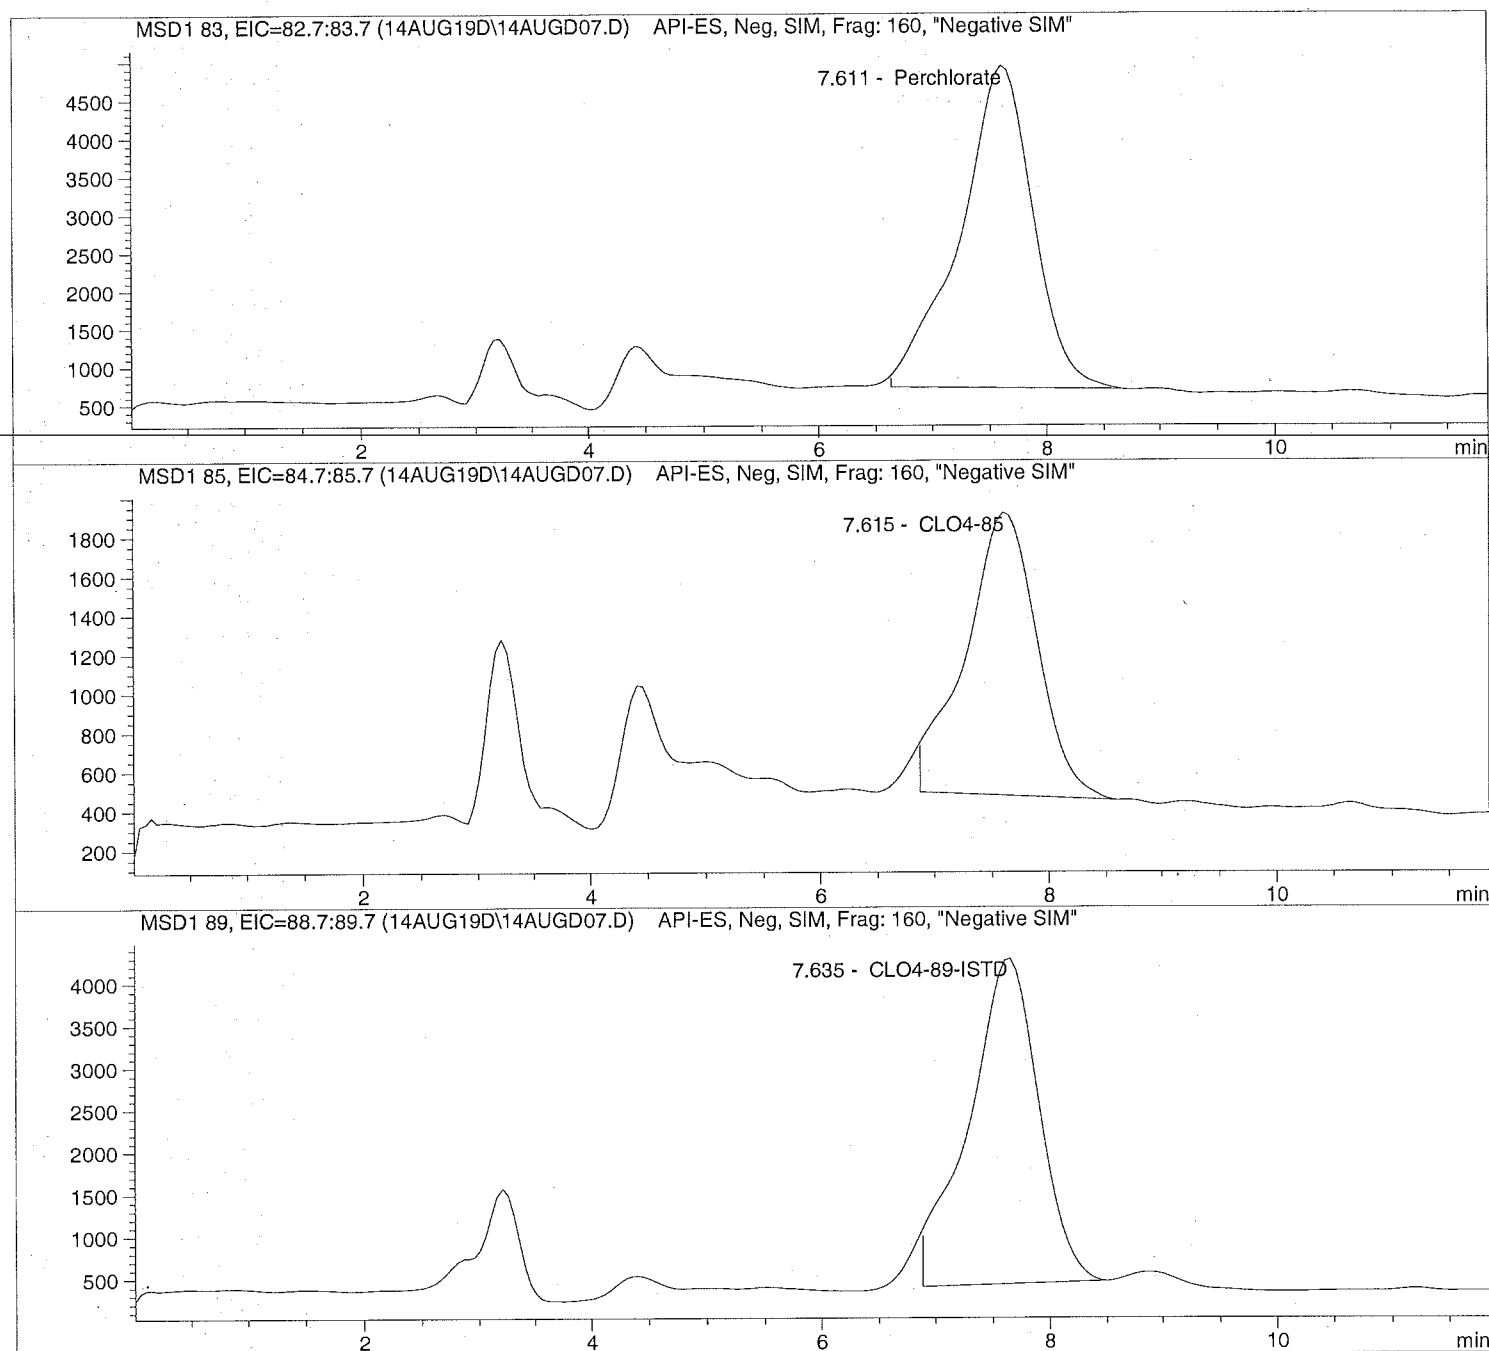 MSD1 83, EIC=82.7:83.7 (14AUG19D\14AUGD07.D) API-ES, Neg, SIM, Frag: 160, "Negative SIM"
7.611 - Perchlorate
4500
4000
3500
3000
2500
2000
1500
1000
500
2 4 6 8 10 min
MSD1 85, EIC=84.7:85.7 (14AUG19D\14AUGD07.D) API-ES, Neg, SIM, Frag: 160, "Negative SIM"
7.615 - CLO4-85
1800
1600
1400
1200
1000
800
600
400
200
2 4 6 8 10 min
MSD1 89, EIC=88.7:89.7 (14AUG19D\14AUGD07.D) API-ES, Neg, SIM, Frag: 160, "Negative SIM"
7.635 - CLO4-89-ISTD
4000
3500
3000
2500
2000
1500
1000
500
2 4 6 8 10 min